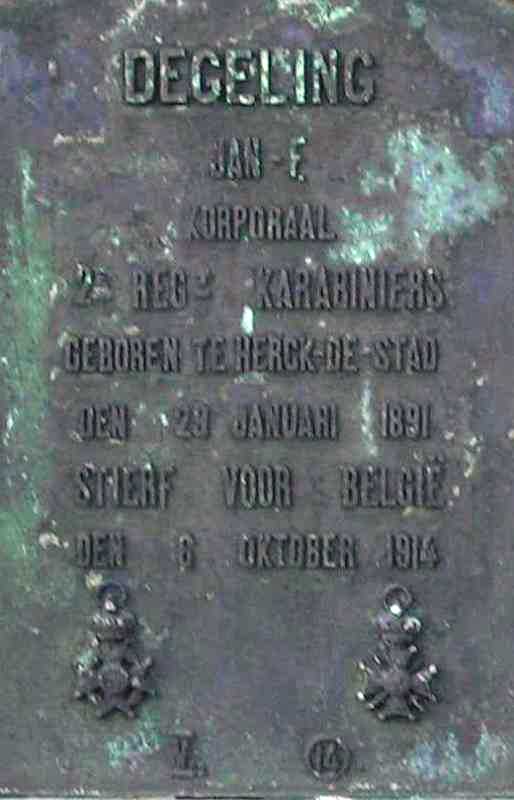 DEGELING
JAN - F
KORPORAAL
2e REGt KARABINIERS
GEBOREN TE HERCK-DE-STAD
DEN 29 JANUARI 1891
STIERF VOOR BELGIË
DEN 6 OKTOBER 1914
14